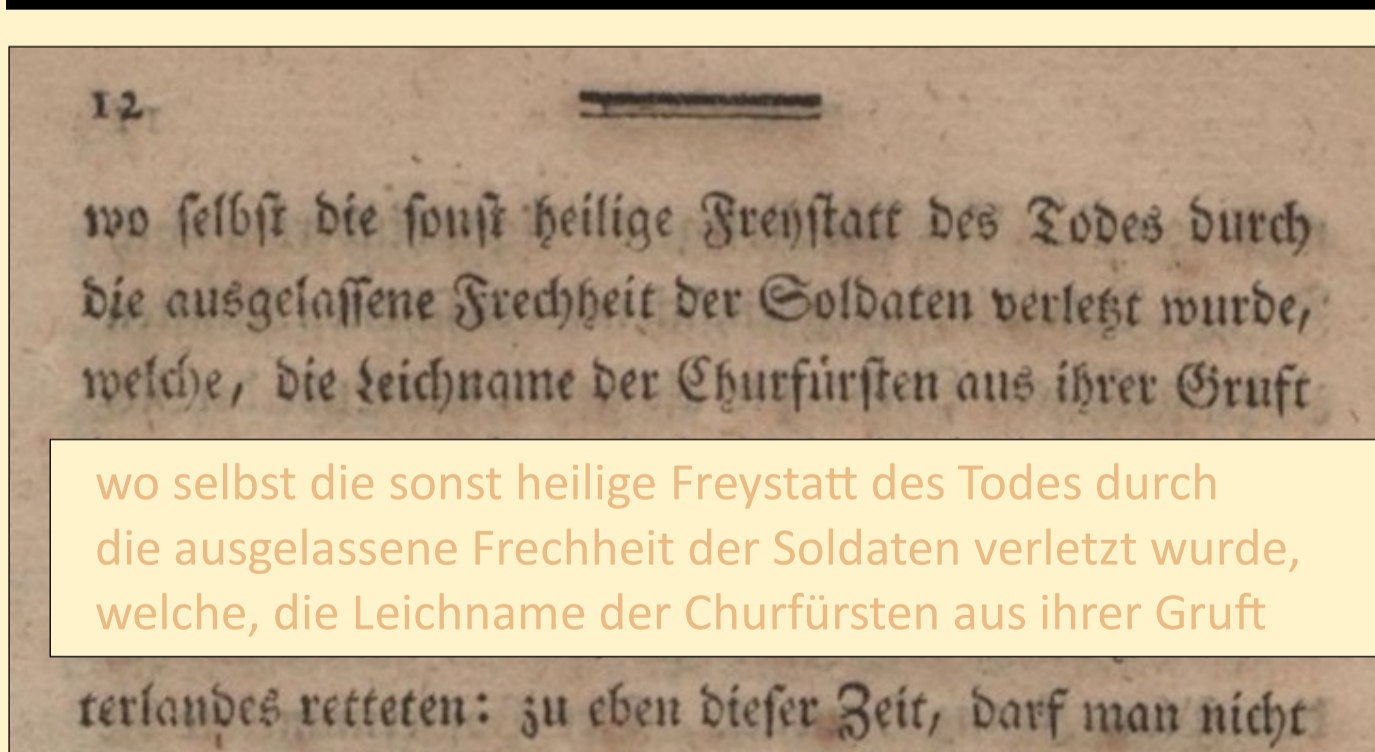 12
wo ſelbſt die ſonſt heilige Freyſtatt des Todes durch
die ausgelaſſene Frechheit der Soldaten verletzt wurde,
welche, die Leichname der Churfürſten aus ihrer Gruft
wo selbst die sonst heilige Freystatt des Todes durch
die ausgelassene Frechheit der Soldaten verletzt wurde,
welche, die Leichname der Churfürsten aus ihrer Gruft
terlandes retteten: zu eben dieſer Zeit, darf man nicht